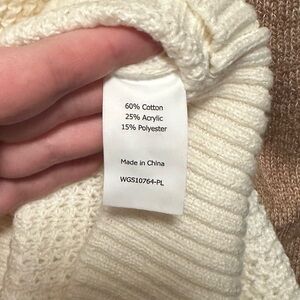 60% Cotton
25% Acrylic
15% Polyester
Made in China
WGS10764-PL